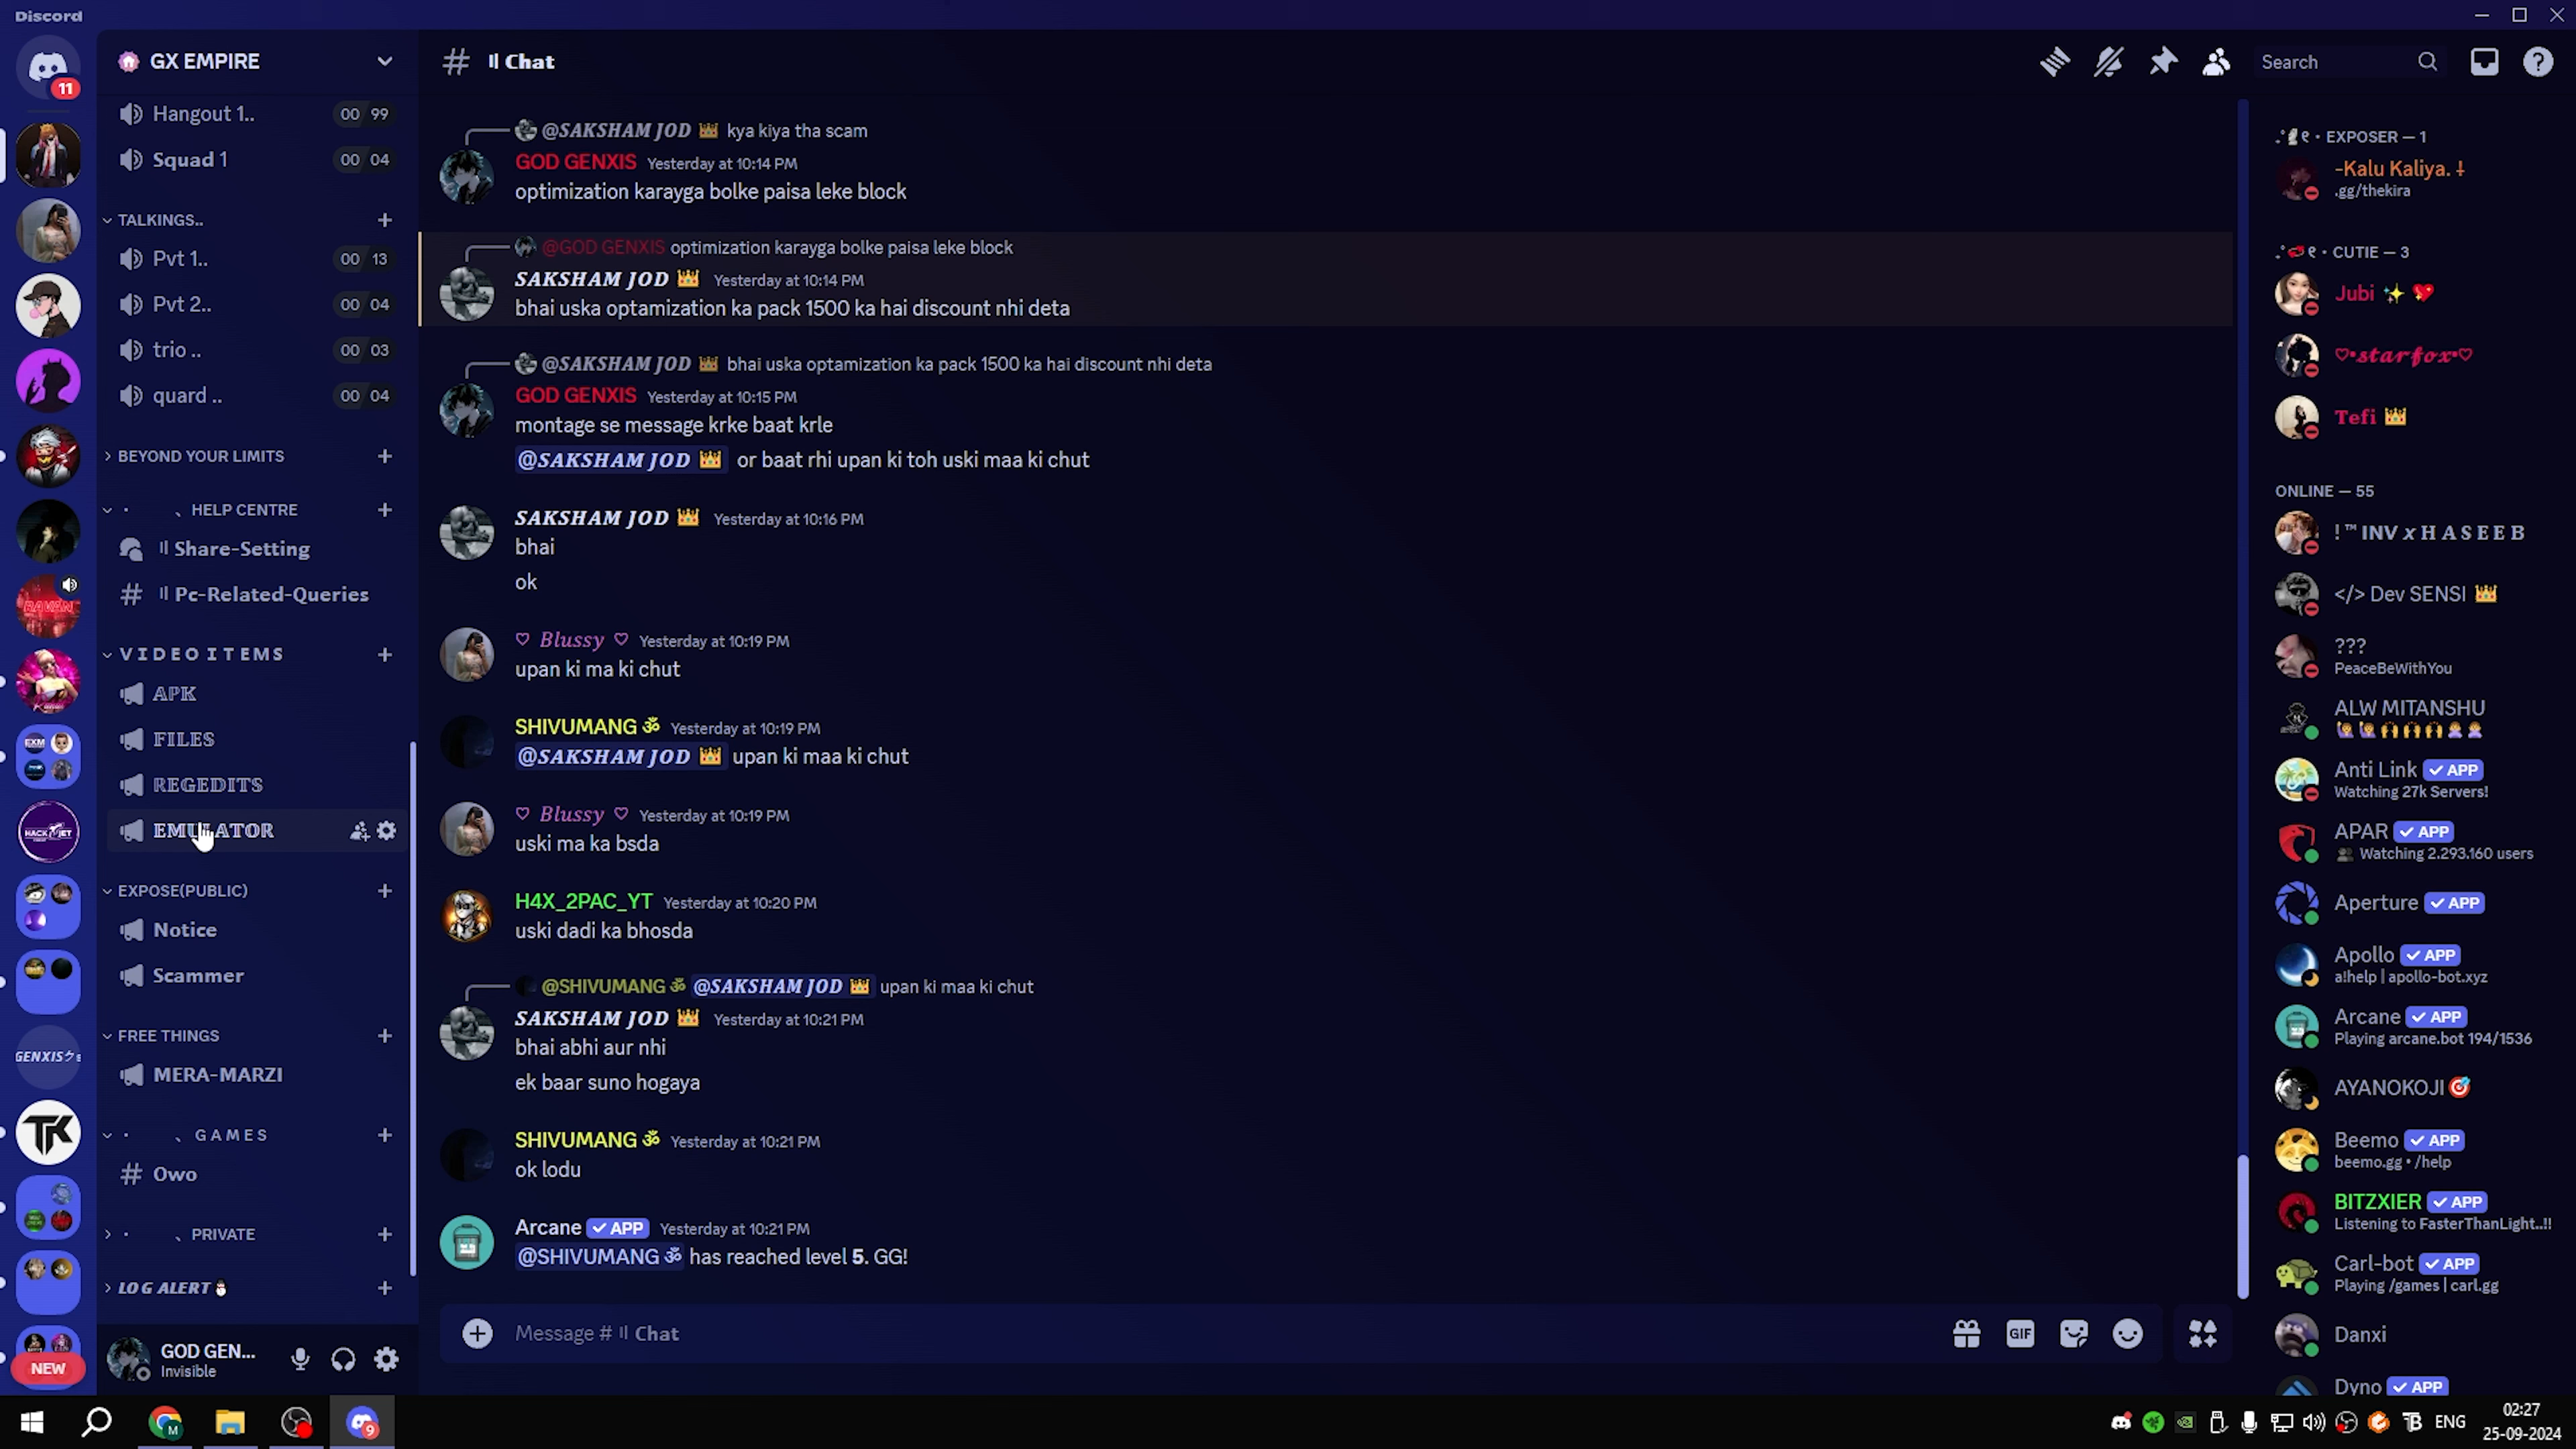 Discord
GX EMPIRE
Hangout 1.. 00 99
Squad 1 00 04
TALKINGS..
Pvt 1.. 00 13
Pvt 2.. 00 04
trio .. 00 03
quard .. 00 04
BEYOND YOUR LIMITS
HELP CENTRE
Share-Setting
Pc-Related-Queries
VIDEO ITEMS
APK
FILES
REGEDITS
EMULATOR
EXPOSE(PUBLIC)
Notice
Scammer
FREE THINGS
MERA-MARZI
GAMES
Owo
PRIVATE
LOG ALERT
GOD GEN...
Invisible
11
RAVAN
EXM
HACK JET
GENXIS
TK
NEW
# Chat
Search
@SAKSHAM JOD 👑 kya kiya tha scam
GOD GENXIS Yesterday at 10:14 PM
optimization karayga bolke paisa leke block
@GOD GENXIS optimization karayga bolke paisa leke block
SAKSHAM JOD 👑 Yesterday at 10:14 PM
bhai uska optamization ka pack 1500 ka hai discount nhi deta
@SAKSHAM JOD 👑 bhai uska optamization ka pack 1500 ka hai discount nhi deta
GOD GENXIS Yesterday at 10:15 PM
montage se message krke baat krle
@SAKSHAM JOD 👑 or baat rhi upan ki toh uski maa ki chut
SAKSHAM JOD 👑 Yesterday at 10:16 PM
bhai
ok
♡ Blussy ♡ Yesterday at 10:19 PM
upan ki ma ki chut
SHIVUMANG ॐ Yesterday at 10:19 PM
@SAKSHAM JOD 👑 upan ki maa ki chut
♡ Blussy ♡ Yesterday at 10:19 PM
uski ma ka bsda
H4X_2PAC_YT Yesterday at 10:20 PM
uski dadi ka bhosda
@SHIVUMANG ॐ @SAKSHAM JOD 👑 upan ki maa ki chut
SAKSHAM JOD 👑 Yesterday at 10:21 PM
bhai abhi aur nhi
ek baar suno hogaya
SHIVUMANG ॐ Yesterday at 10:21 PM
ok lodu
Arcane ✓ APP Yesterday at 10:21 PM
@SHIVUMANG ॐ has reached level 5. GG!
Message # Chat
GIF
EXPOSER — 1
-Kalu Kaliya.
.gg/thekira
CUTIE — 3
Jubi ✨ 💖
♡•starfox•♡
Tefi 👑
ONLINE — 55
! ™ INV x H A S E E B
</> Dev SENSI 👑
???
PeaceBeWithYou
ALW MITANSHU
Anti Link ✓ APP
Watching 27k Servers!
APAR ✓ APP
Watching 2.293.160 users
Aperture ✓ APP
Apollo ✓ APP
a!help | apollo-bot.xyz
Arcane ✓ APP
Playing arcane.bot 194/1536
AYANOKOJI🎯
Beemo ✓ APP
beemo.gg • /help
BITZXIER ✓ APP
Listening to FasterThanLight..!!
Carl-bot ✓ APP
Playing /games | carl.gg
Danxi
Dyno ✓ APP
M
9
ENG
02:27
25-09-2024